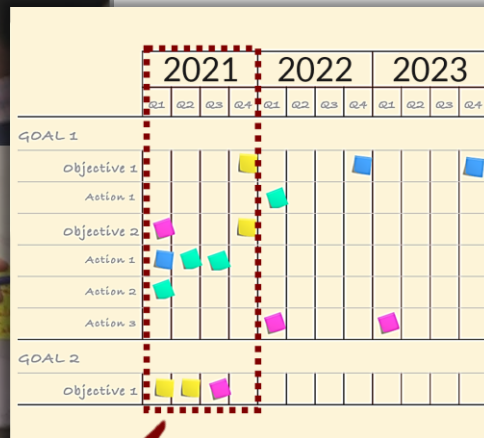 2021 2022 2023
Q1 Q2 Q3 Q4 Q1 Q2 Q3 Q4 Q1 Q2 Q3 Q4
GOAL 1
Objective 1
Action 1
Objective 2
Action 1
Action 2
Action 3
GOAL 2
Objective 1